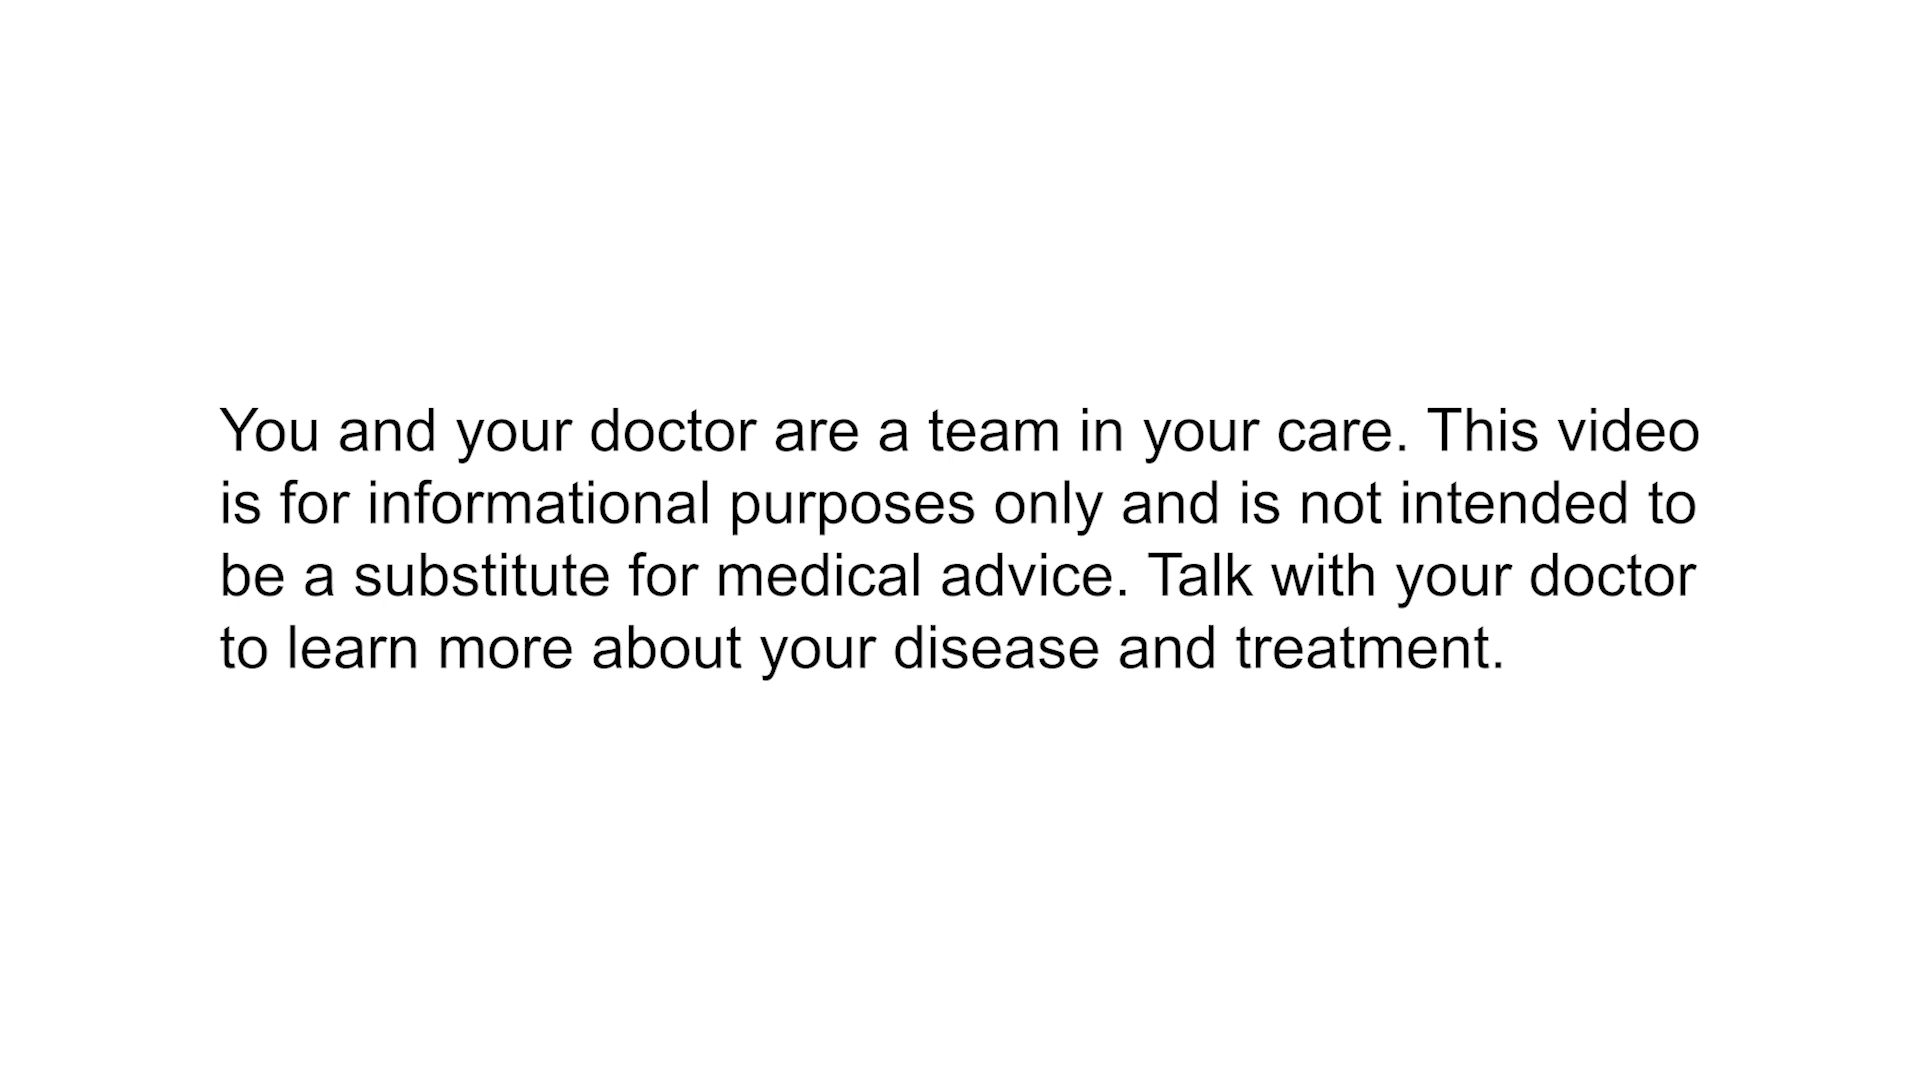 You and your doctor are a team in your care. This video
is for informational purposes only and is not intended to
be a substitute for medical advice. Talk with your doctor
to learn more about your disease and treatment.